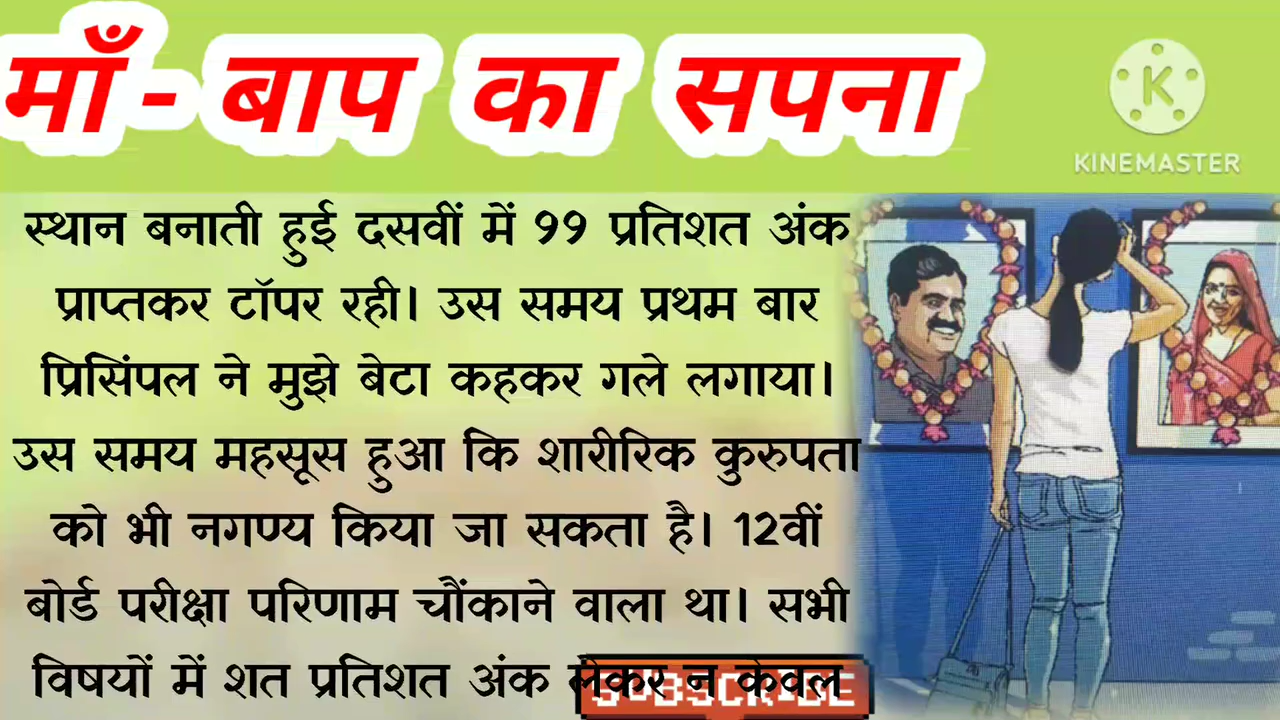 माँ- बाप का सपना
KINEMASTER
स्थान बनाती हुई दसवीं में 99 प्रतिशत अंक
प्राप्तकर टॉपर रही। उस समय प्रथम बार
प्रिसिंपल ने मुझे बेटा कहकर गले लगाया।
उस समय महसूस हुआ कि शारीरिक कुरुपता
को भी नगण्य किया जा सकता है। 12वीं
बोर्ड परीक्षा परिणाम चौंकाने वाला था। सभी
विषयों में शत प्रतिशत अंक लेकर न केवल
SUBSCRIBE